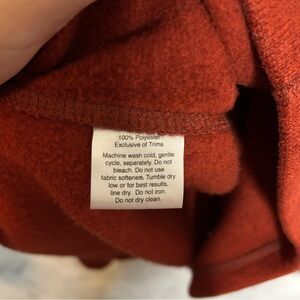 100% Polyester
Exclusive of Trims
Machine wash cold, gentle
cycle, separately. Do not
bleach. Do not use
fabric softeners. Tumble dry
low or for best results,
line dry. Do not iron.
Do not dry clean.